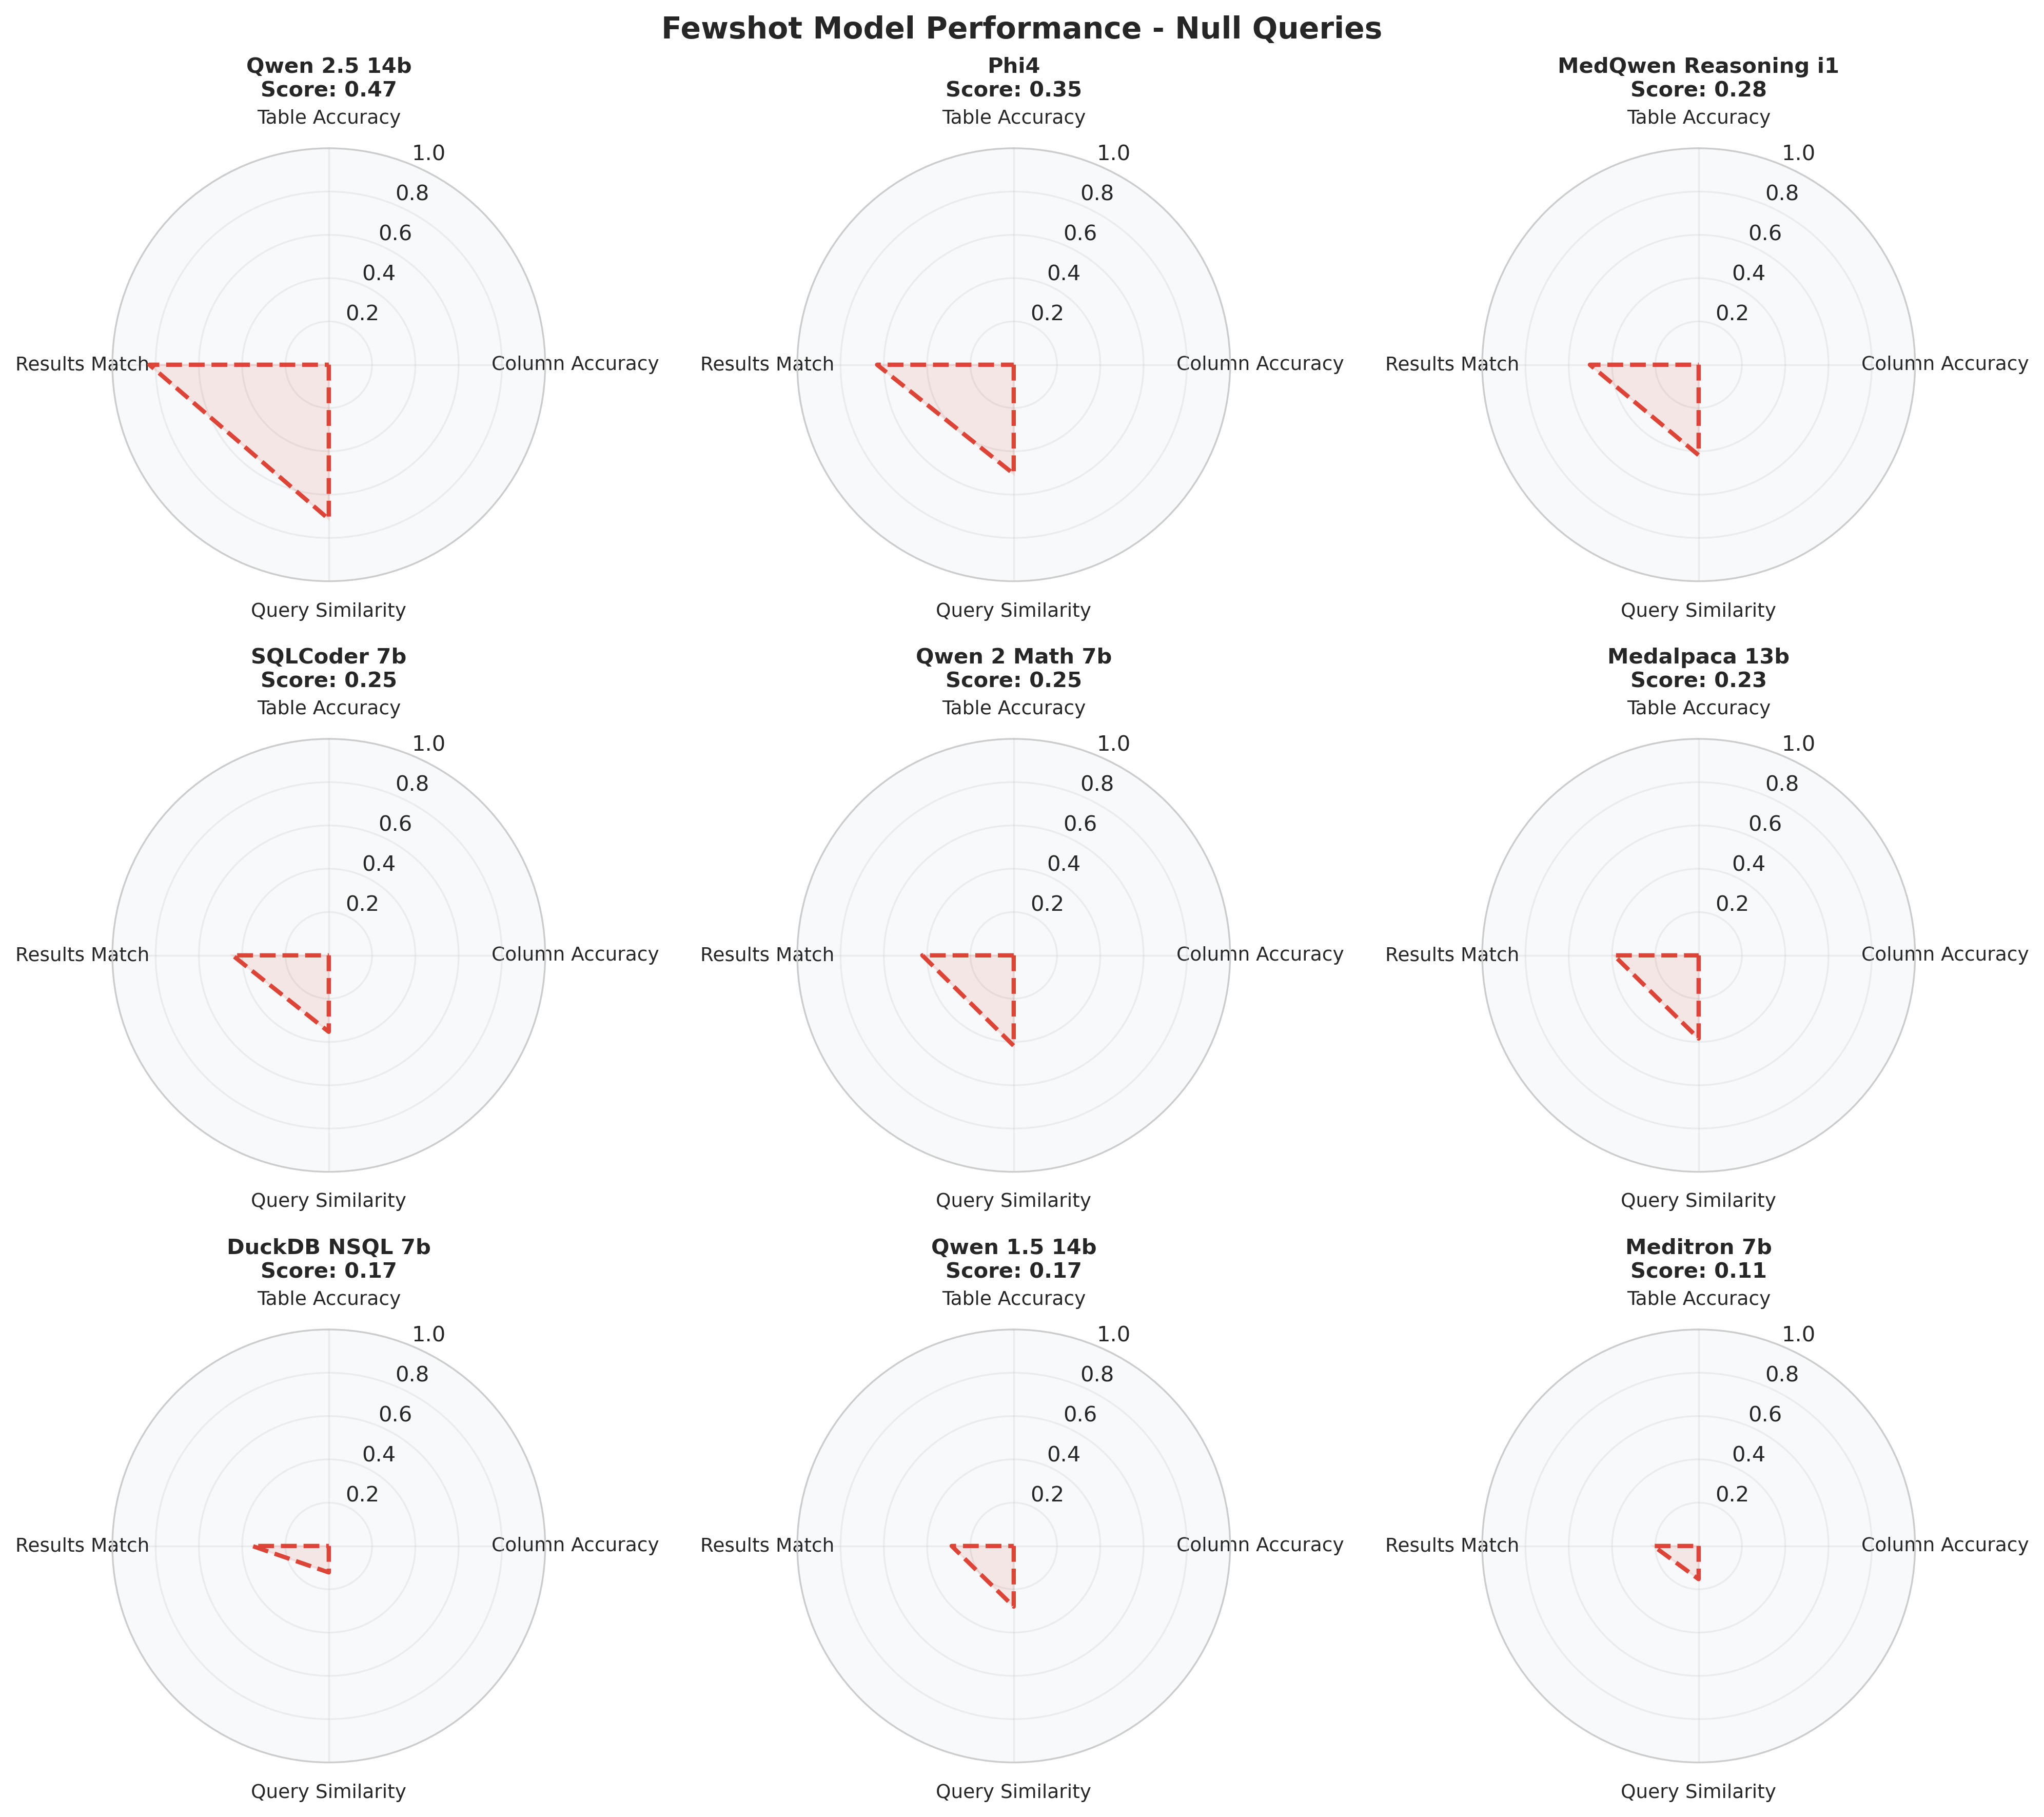 Fewshot Model Performance - Null Queries
Qwen 2.5 14b
Score: 0.47
Table Accuracy
1.0
0.8
0.6
0.4
0.2
Results Match
Column Accuracy
Query Similarity
Phi4
Score: 0.35
Table Accuracy
1.0
0.8
0.6
0.4
0.2
Results Match
Column Accuracy
Query Similarity
MedQwen Reasoning i1
Score: 0.28
Table Accuracy
1.0
0.8
0.6
0.4
0.2
Results Match
Column Accuracy
Query Similarity
SQLCoder 7b
Score: 0.25
Table Accuracy
1.0
0.8
0.6
0.4
0.2
Results Match
Column Accuracy
Query Similarity
Qwen 2 Math 7b
Score: 0.25
Table Accuracy
1.0
0.8
0.6
0.4
0.2
Results Match
Column Accuracy
Query Similarity
Medalpaca 13b
Score: 0.23
Table Accuracy
1.0
0.8
0.6
0.4
0.2
Results Match
Column Accuracy
Query Similarity
DuckDB NSQL 7b
Score: 0.17
Table Accuracy
1.0
0.8
0.6
0.4
0.2
Results Match
Column Accuracy
Query Similarity
Qwen 1.5 14b
Score: 0.17
Table Accuracy
1.0
0.8
0.6
0.4
0.2
Results Match
Column Accuracy
Query Similarity
Meditron 7b
Score: 0.11
Table Accuracy
1.0
0.8
0.6
0.4
0.2
Results Match
Column Accuracy
Query Similarity